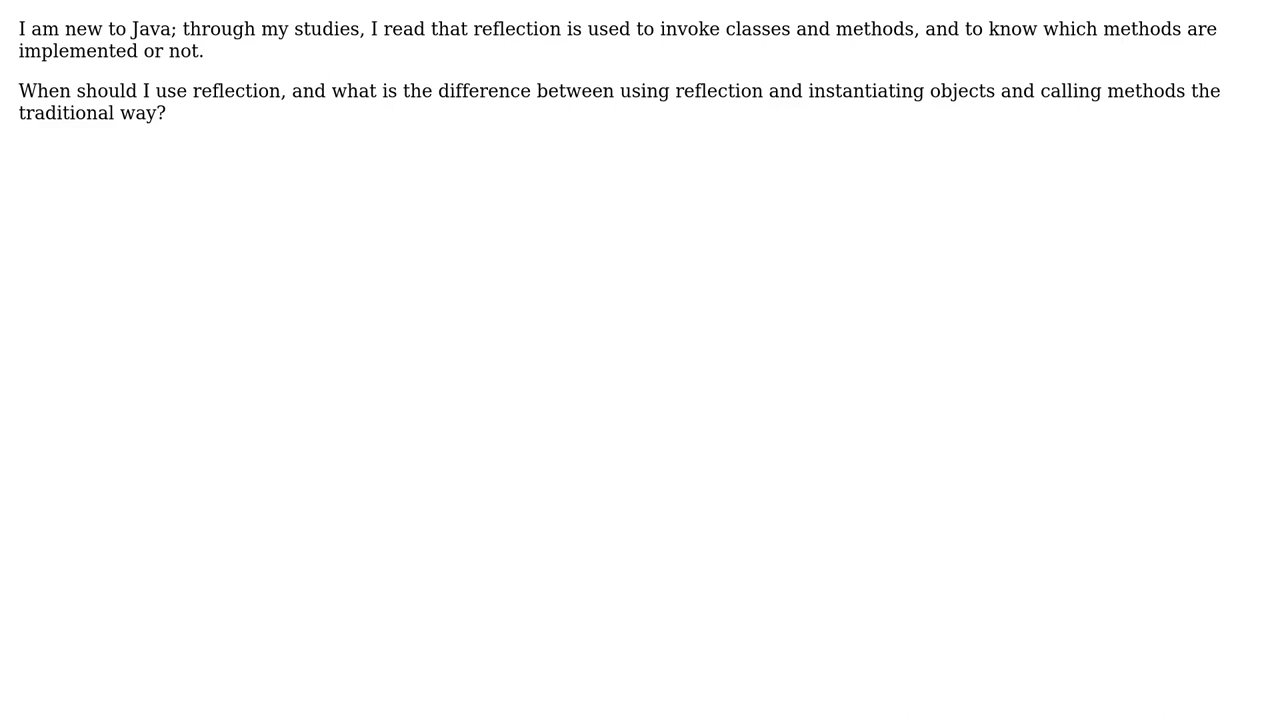 I am new to Java; through my studies, I read that reflection is used to invoke classes and methods, and to know which methods are
implemented or not.
When should I use reflection, and what is the difference between using reflection and instantiating objects and calling methods the
traditional way?